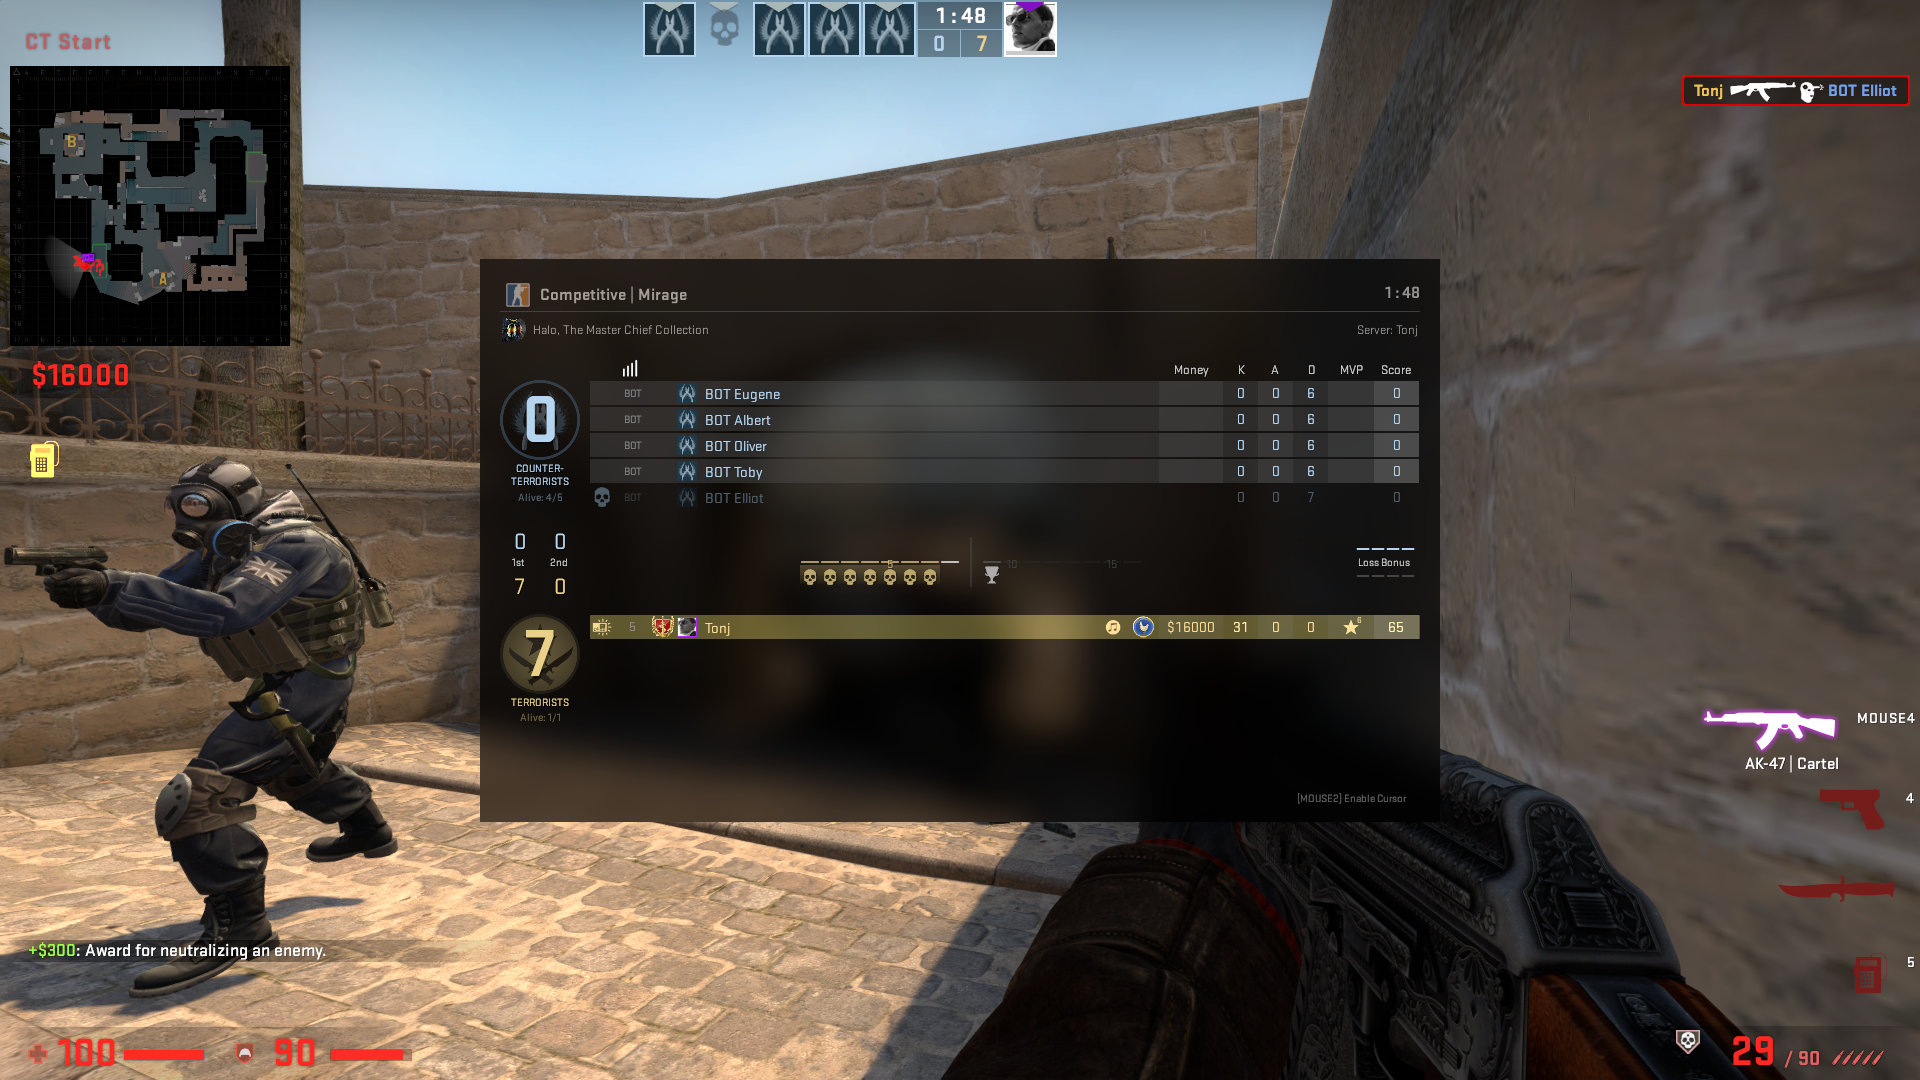 CT Start
1:48
0 7
Tonj BOT Elliot
B
A
$16000
Competitive | Mirage 1:48
Halo, The Master Chief Collection Server: Tonj
Money K A D MVP Score
0
COUNTER-
TERRORISTS
Alive: 4/5
BOT BOT Eugene 0 0 6 0
BOT BOT Albert 0 0 6 0
BOT BOT Oliver 0 0 6 0
BOT BOT Toby 0 0 6 0
BOT BOT Elliot 0 0 7 0
0 0
1st 2nd
7 0
5 10 15
Loss Bonus
7
TERRORISTS
Alive: 1/1
5 Tonj $16000 31 0 0 6 65
[MOUSE2] Enable Cursor
MOUSE4
AK-47 | Cartel
4
5
+$300: Award for neutralizing an enemy.
100 90
29 / 90